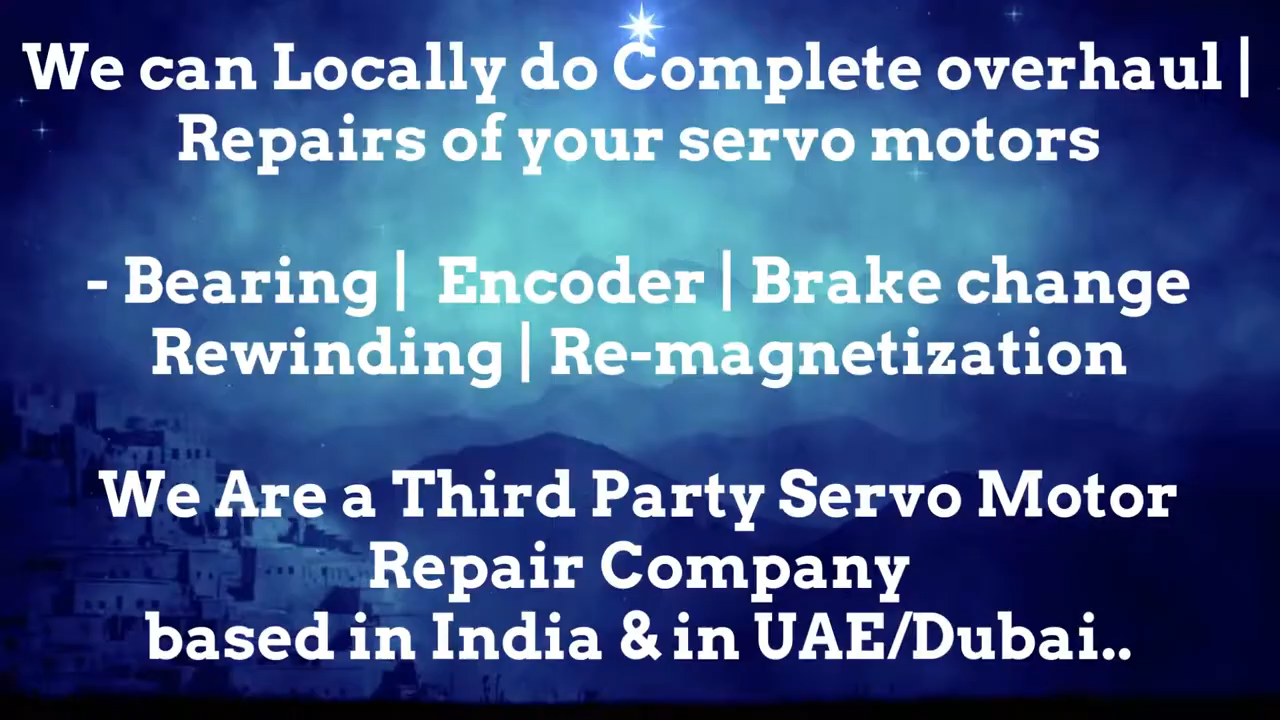 We can Locally do Complete overhaul |
Repairs of your servo motors
- Bearing | Encoder | Brake change
Rewinding | Re-magnetization
We Are a Third Party Servo Motor
Repair Company
based in India & in UAE/Dubai..